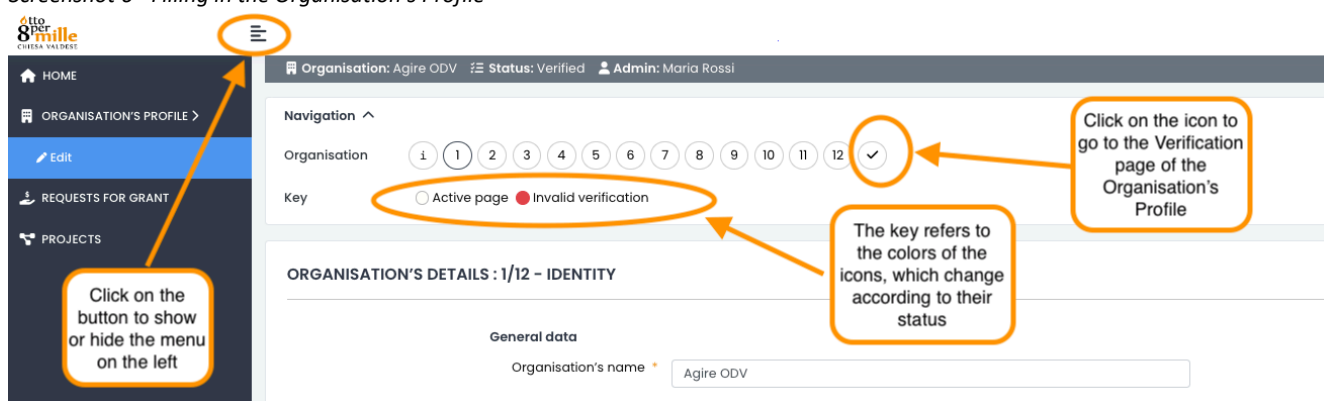 Screenshot 6 - Filling in the Organisation's Profile
otto
8per
mille
CHIESA VALDESE
HOME
ORGANISATION'S PROFILE >
Edit
REQUESTS FOR GRANT
PROJECTS
Click on the
button to show
or hide the menu
on the left
Organisation: Agire ODV Status: Verified Admin: Maria Rossi
Navigation
Organisation i 1 2 3 4 5 6 7 8 9 10 11 12
Key Active page Invalid verification
Click on the icon to
go to the Verification
page of the
Organisation's
Profile
The key refers to
the colors of the
icons, which change
according to their
status
ORGANISATION'S DETAILS : 1/12 - IDENTITY
General data
Organisation's name * Agire ODV